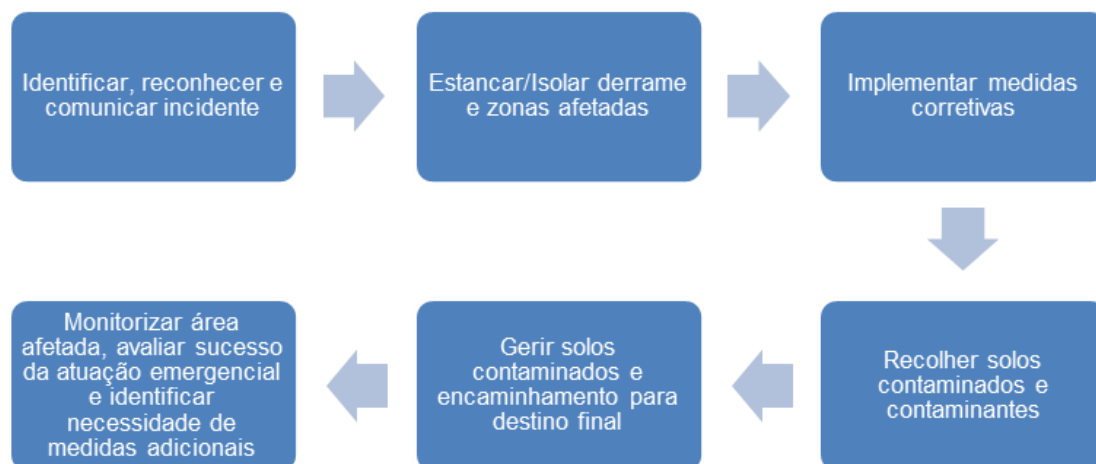 Identificar, reconhecer e
comunicar incidente
Estancar/Isolar derrame
e zonas afetadas
Implementar medidas
corretivas
Recolher solos
contaminados e
contaminantes
Gerir solos
contaminados e
encaminhamento para
destino final
Monitorizar área
afetada, avaliar sucesso
da atuação emergencial
e identificar
necessidade de
medidas adicionais